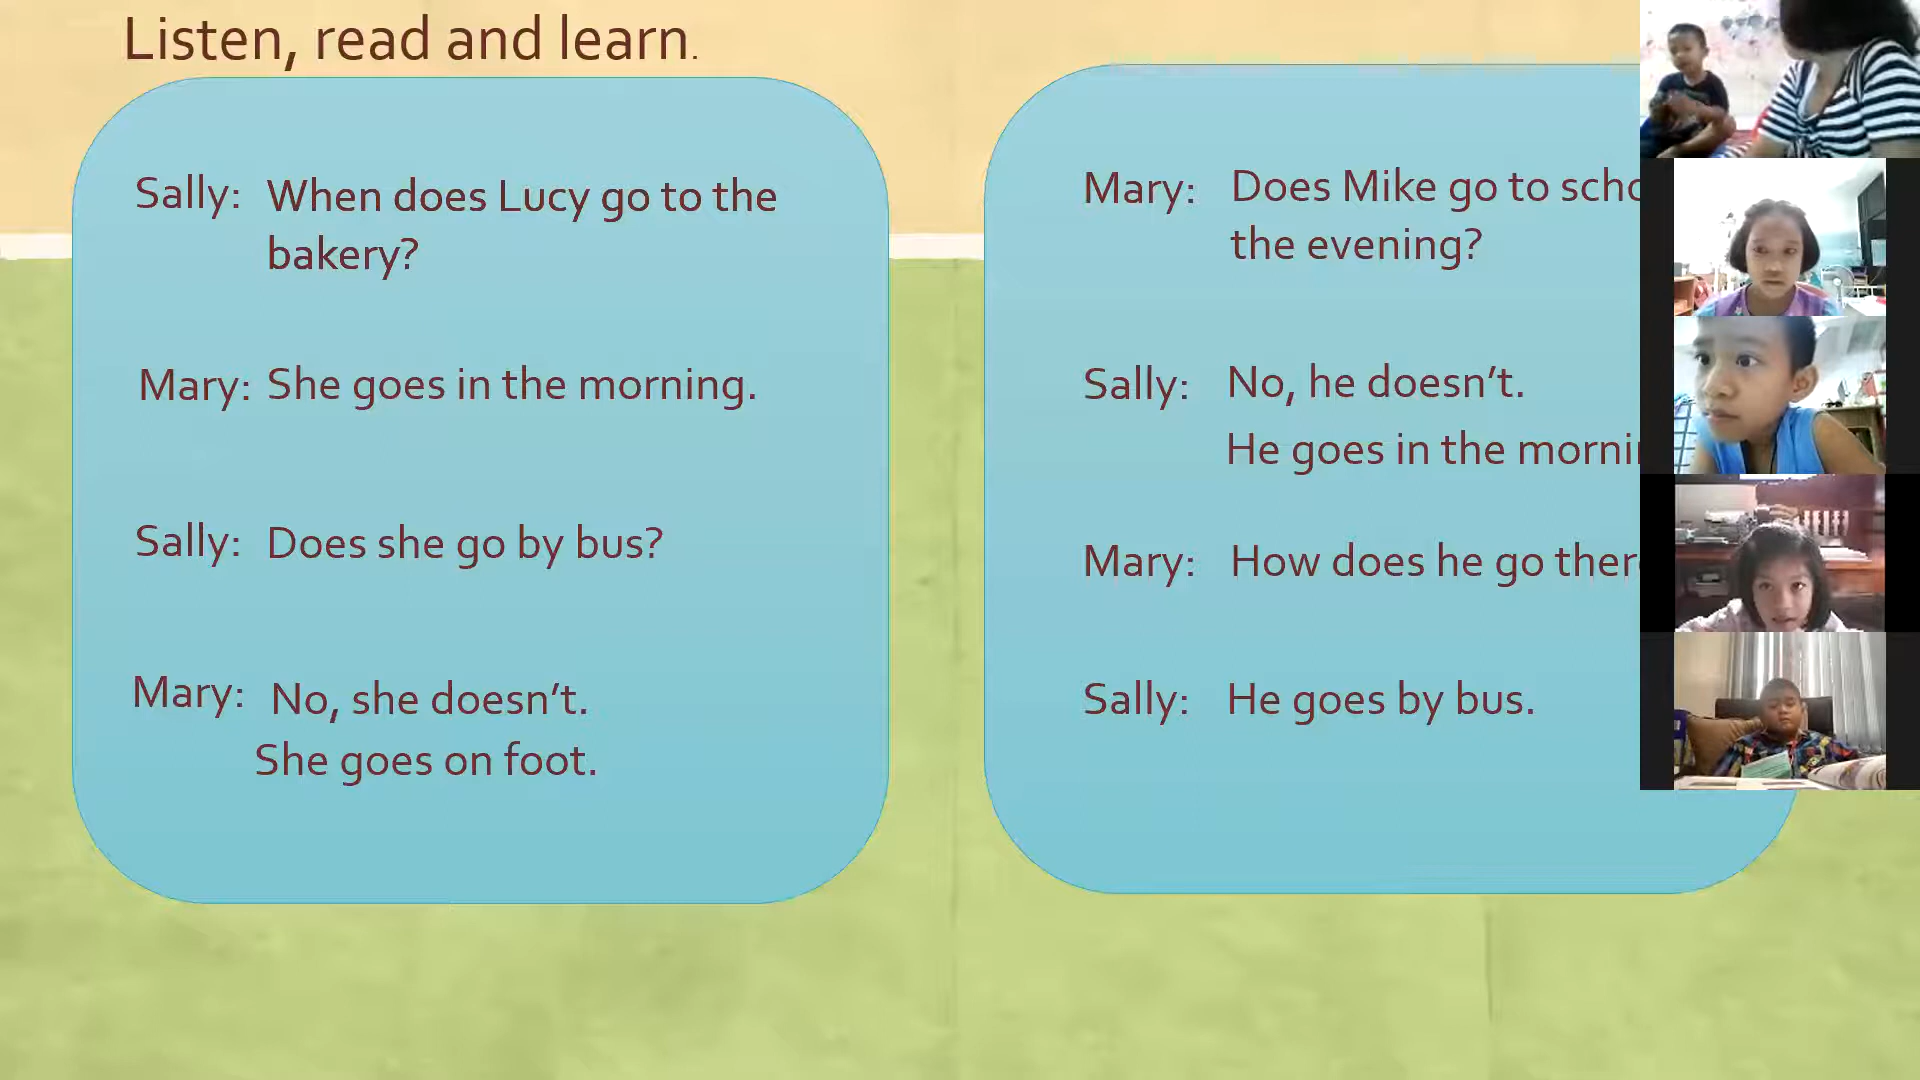 Listen, read and learn.
Sally: When does Lucy go to the
bakery?
Mary: She goes in the morning.
Sally: Does she go by bus?
Mary: No, she doesn’t.
She goes on foot.
Mary: Does Mike go to
the evening?
Sally: No, he doesn’t.
He goes in the
Mary: How does he go
Sally: He goes by bus.